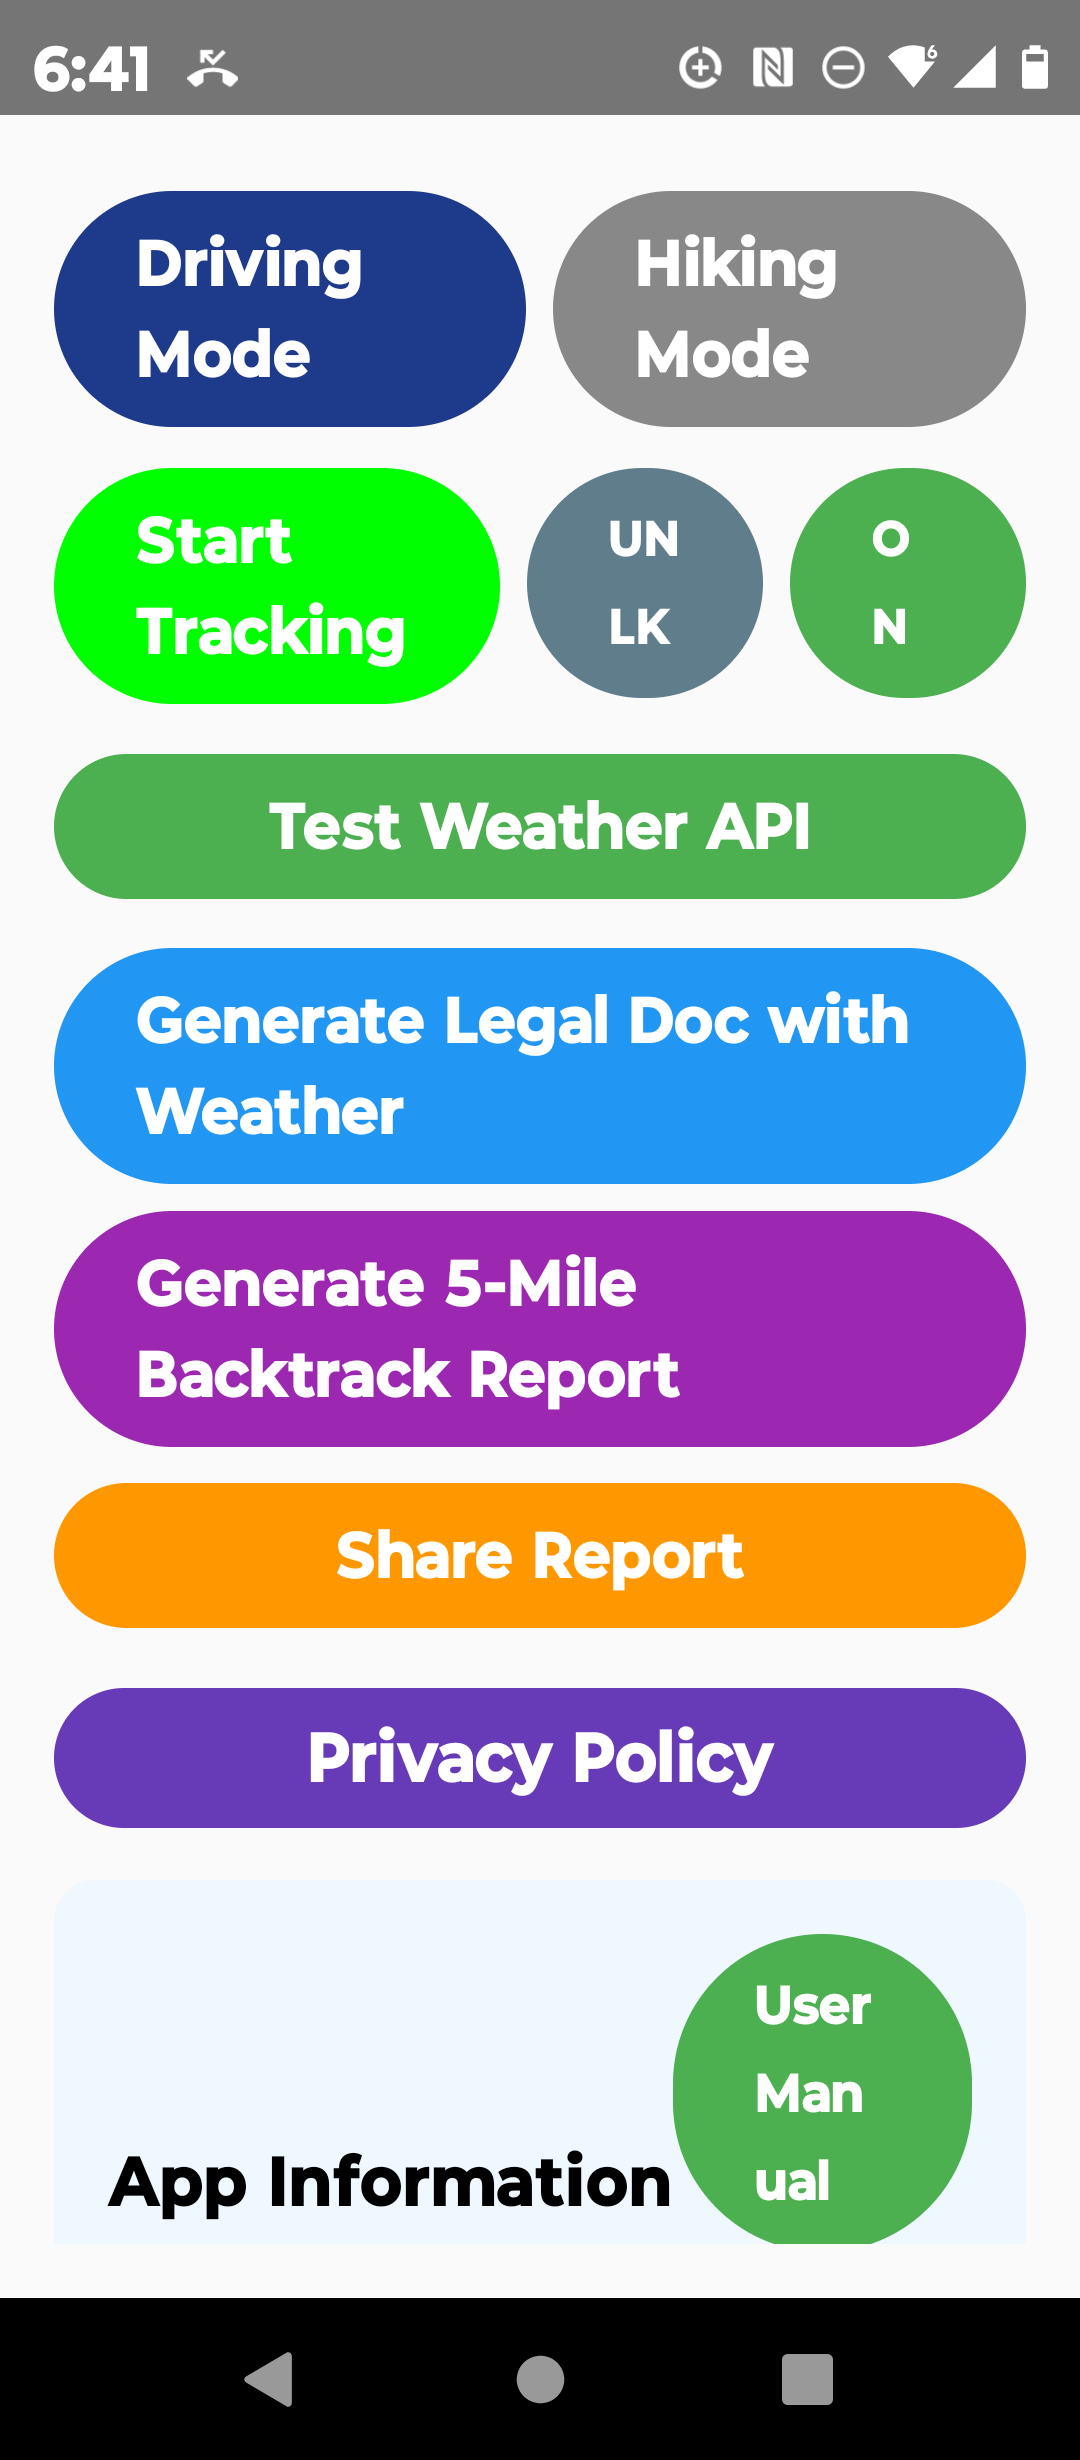 6:41
6
Driving
Mode
Hiking
Mode
Start
Tracking
UN
LK
O
N
Test Weather API
Generate Legal Doc with
Weather
Generate 5-Mile
Backtrack Report
Share Report
Privacy Policy
User
Man
ual
App Information